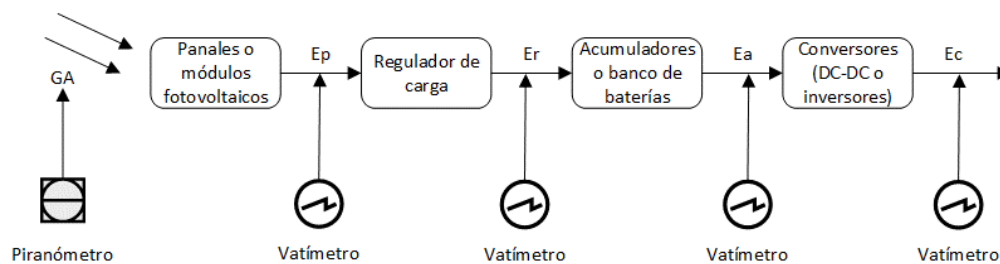 GA
Panales o
módulos
fotovoltaicos
Ep
Regulador de
carga
Er
Acumuladores
o banco de
baterías
Ea
Conversores
(DC-DC o
inversores)
Ec
Piranómetro
Vatímetro
Vatímetro
Vatímetro
Vatímetro